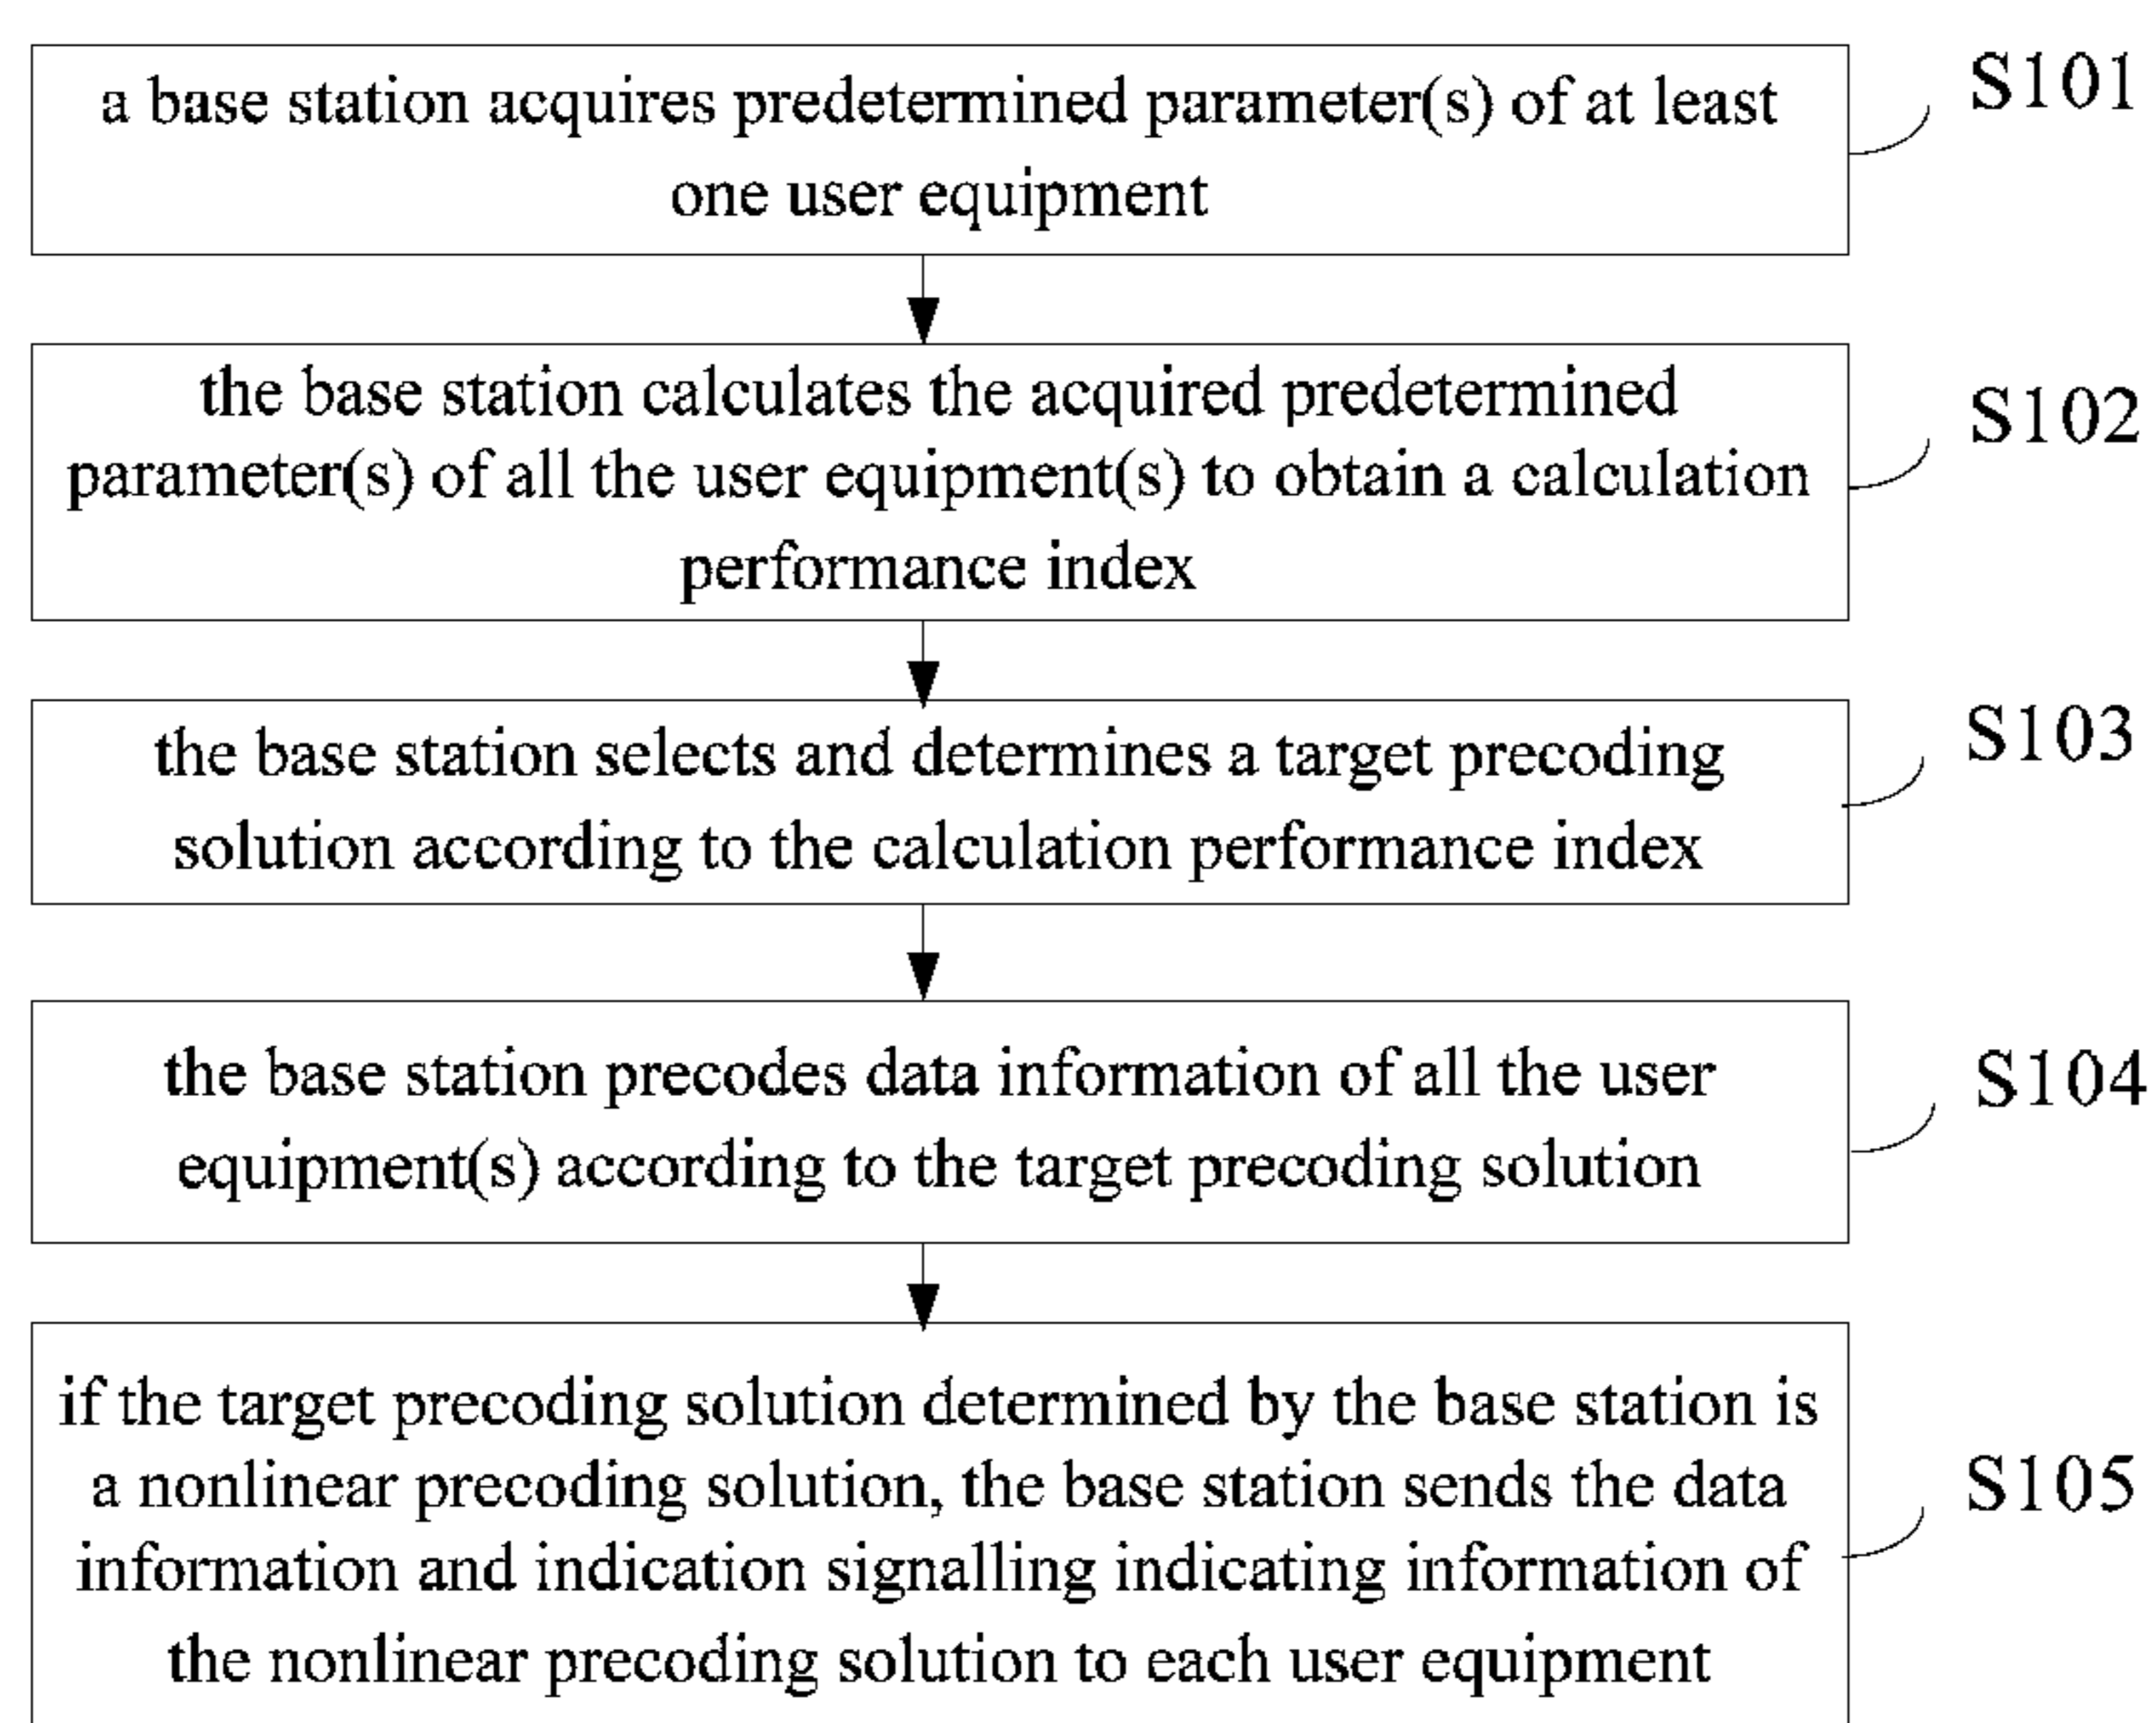 a base station acquires predetermined parameter(s) of at least
one user equipment
S101
the base station calculates the acquired predetermined
parameter(s) of all the user equipment(s) to obtain a calculation
performance index
S102
the base station selects and determines a target precoding
solution according to the calculation performance index
S103
the base station precodes data information of all the user
equipment(s) according to the target precoding solution
S104
if the target precoding solution determined by the base station is
a nonlinear precoding solution, the base station sends the data
information and indication signalling indicating information of
the nonlinear precoding solution to each user equipment
S105